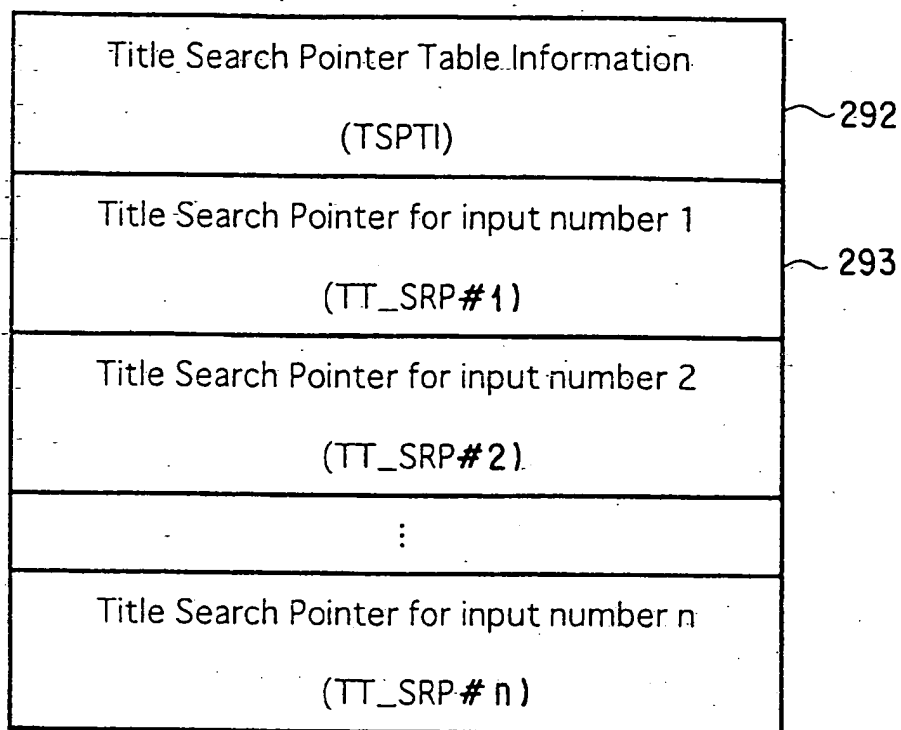 Title Search Pointer Table Information
(TSPTI)
292
Title Search Pointer for input number 1
(TT_SRP#1)
293
Title Search Pointer for input number 2
(TT_SRP#2)
⋮
Title Search Pointer for input number n
(TT_SRP#n)